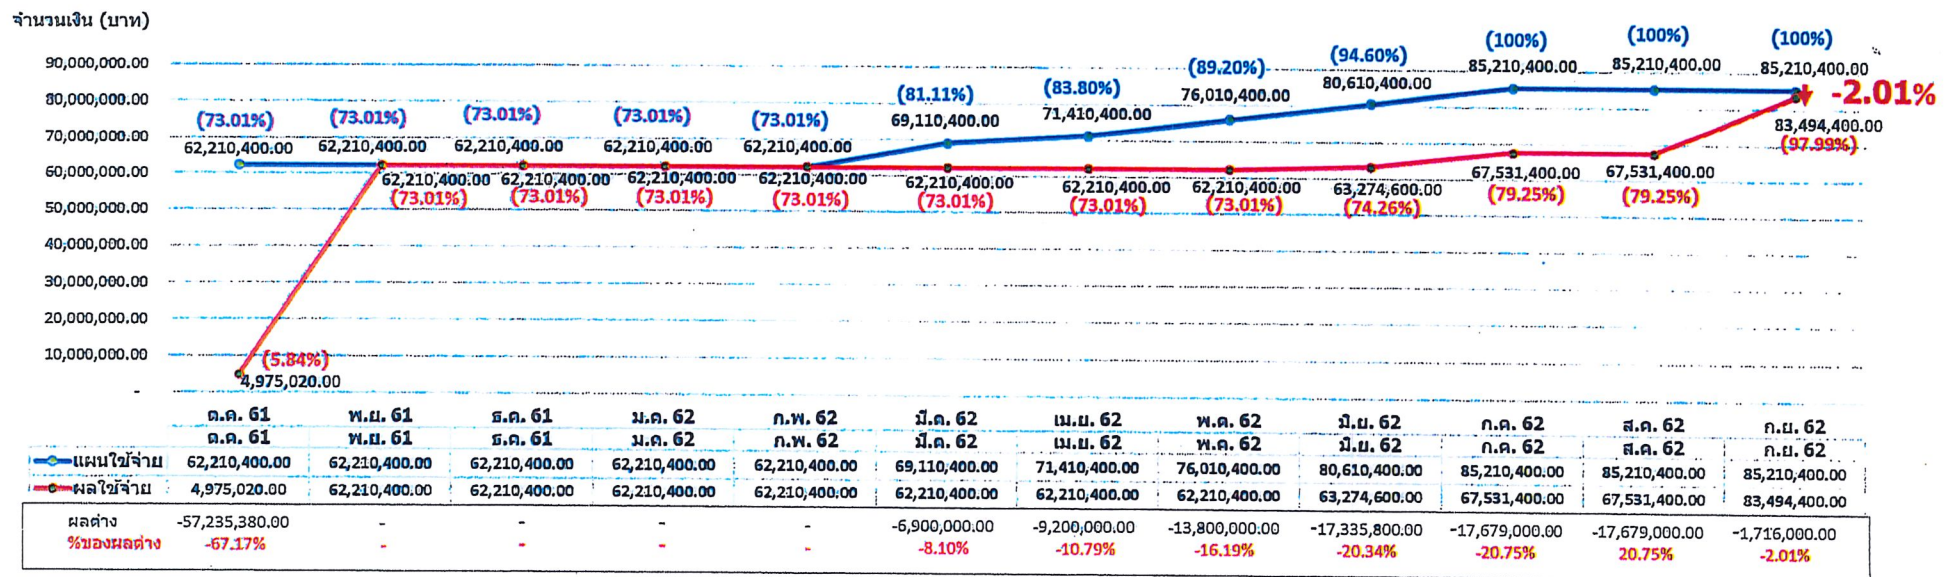 จำนวนเงิน (บาท)
(100%) (100%) (100%)
(94.60%)
90,000,000.00 (89.20%) 80,610,400.00 85,210,400.00 85,210,400.00 85,210,400.00
80,000,000.00 (81.11%) (83.80%) 76,010,400.00 -2.01%
(73.01%) (73.01%) (73.01%) (73.01%) (73.01%) 69,110,400.00 71,410,400.00 83,494,400.00
70,000,000.00 62,210,400.00 62,210,400.00 62,210,400.00 62,210,400.00 62,210,400.00 (97.99%)
60,000,000.00 62,210,400.00 62,210,400.00 62,210,400.00 62,210,400.00 62,210,400.00 62,210,400.00 62,210,400.00 63,274,600.00 67,531,400.00 67,531,400.00
(73.01%) (73.01%) (73.01%) (73.01%) (73.01%) (73.01%) (73.01%) (74.26%) (79.25%) (79.25%)
50,000,000.00
40,000,000.00
30,000,000.00
20,000,000.00
10,000,000.00 (5.84%)
4,975,020.00
-
ต.ค. 61 พ.ย. 61 ธ.ค. 61 ม.ค. 62 ก.พ. 62 มี.ค. 62 เม.ย. 62 พ.ค. 62 มิ.ย. 62 ก.ค. 62 ส.ค. 62 ก.ย. 62
ต.ค. 61 พ.ย. 61 ธ.ค. 61 ม.ค. 62 ก.พ. 62 มี.ค. 62 เม.ย. 62 พ.ค. 62 มิ.ย. 62 ก.ค. 62 ส.ค. 62 ก.ย. 62
แผนใช้จ่าย 62,210,400.00 62,210,400.00 62,210,400.00 62,210,400.00 62,210,400.00 69,110,400.00 71,410,400.00 76,010,400.00 80,610,400.00 85,210,400.00 85,210,400.00 85,210,400.00
ผลใช้จ่าย 4,975,020.00 62,210,400.00 62,210,400.00 62,210,400.00 62,210,400.00 62,210,400.00 62,210,400.00 62,210,400.00 63,274,600.00 67,531,400.00 67,531,400.00 83,494,400.00
ผลต่าง -57,235,380.00 - - - - -6,900,000.00 -9,200,000.00 -13,800,000.00 -17,335,800.00 -17,679,000.00 -17,679,000.00 -1,716,000.00
%ของผลต่าง -67.17% - - - - -8.10% -10.79% -16.19% -20.34% -20.75% 20.75% -2.01%